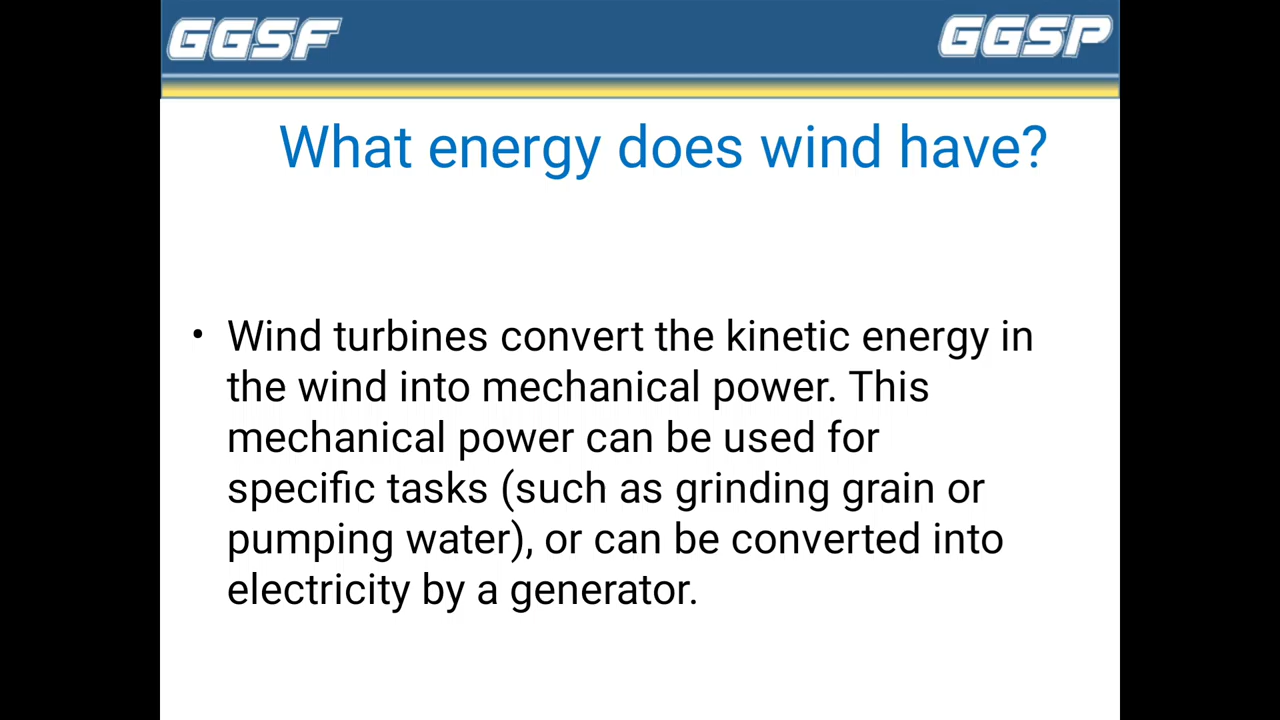 GGSF GGSP
What energy does wind have?
• Wind turbines convert the kinetic energy in
the wind into mechanical power. This
mechanical power can be used for
specific tasks (such as grinding grain or
pumping water), or can be converted into
electricity by a generator.